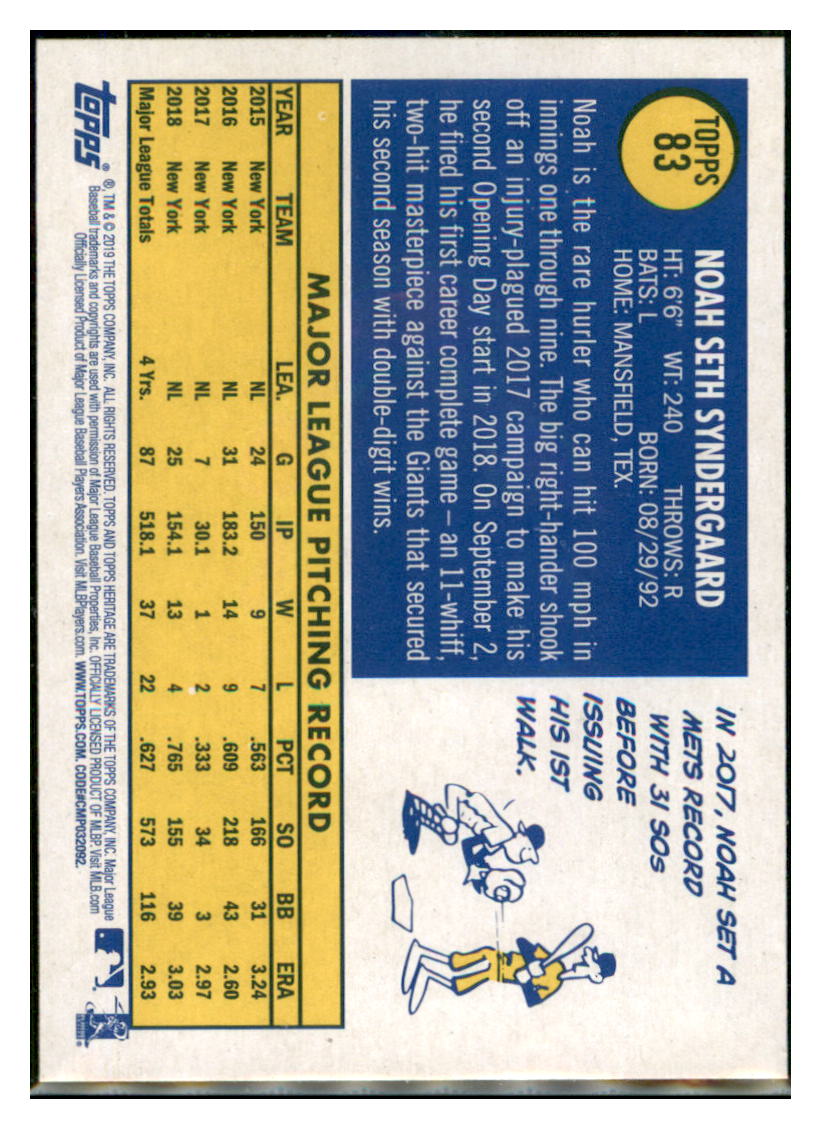 TOPPS
83
NOAH SETH SYNDERGAARD
HT: 6'6" WT: 240 THROWS: R
BATS: L BORN: 08/29/92
HOME: MANSFIELD, TEX.
Noah is the rare hurler who can hit 100 mph in
innings one through nine. The big right-hander shook
off an injury-plagued 2017 campaign to make his
second Opening Day start in 2018. On September 2,
he fired his first career complete game – an 11-whiff,
two-hit masterpiece against the Giants that secured
his second season with double-digit wins.
IN 2017, NOAH SET A
METS RECORD
WITH 31 SOs
BEFORE
ISSUING
HIS 1ST
WALK.
MAJOR LEAGUE PITCHING RECORD
YEAR TEAM LEA. G IP W L PCT SO BB ERA
2015 New York NL 24 150 9 7 .563 166 31 3.24
2016 New York NL 31 183.2 14 9 .609 218 43 2.60
2017 New York NL 7 30.1 1 2 .333 34 3 2.97
2018 New York NL 25 154.1 13 4 .765 155 39 3.03
Major League Totals 4 Yrs. 87 518.1 37 22 .627 573 116 2.93
topps®
®, TM & © 2019 THE TOPPS COMPANY, INC. ALL RIGHTS RESERVED. TOPPS AND TOPPS HERITAGE ARE TRADEMARKS OF THE TOPPS COMPANY, INC. Major League
Baseball trademarks and copyrights are used with permission of Major League Baseball Properties, Inc. OFFICIALLY LICENSED PRODUCT OF MLBP. Visit MLB.com
Officially Licensed Product of Major League Baseball Players Association. Visit MLBPlayers.com. WWW.TOPPS.COM. CODE#CMP032092.